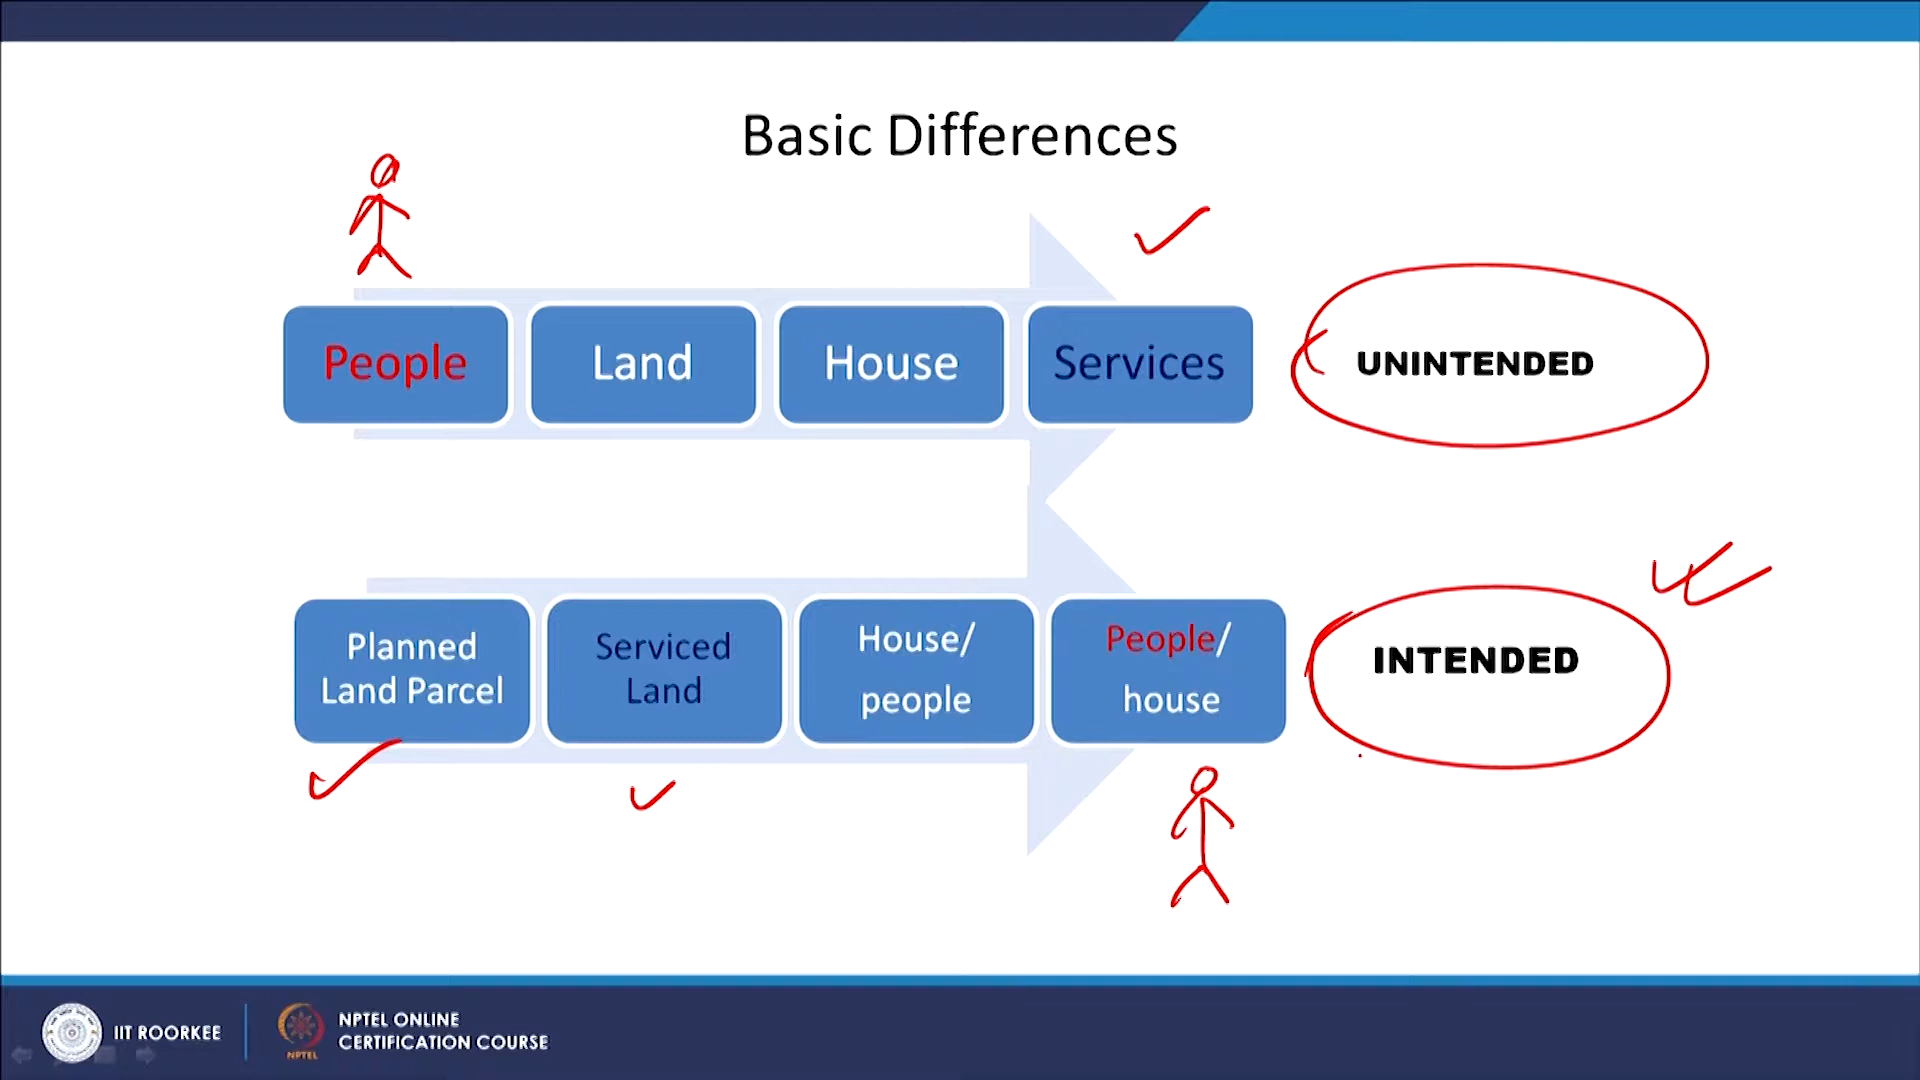 Basic Differences
People
Land
House
Services
UNINTENDED
Planned
Land Parcel
Serviced
Land
House/
people
People/
house
INTENDED
IIT ROORKEE
NPTEL
NPTEL ONLINE
CERTIFICATION COURSE